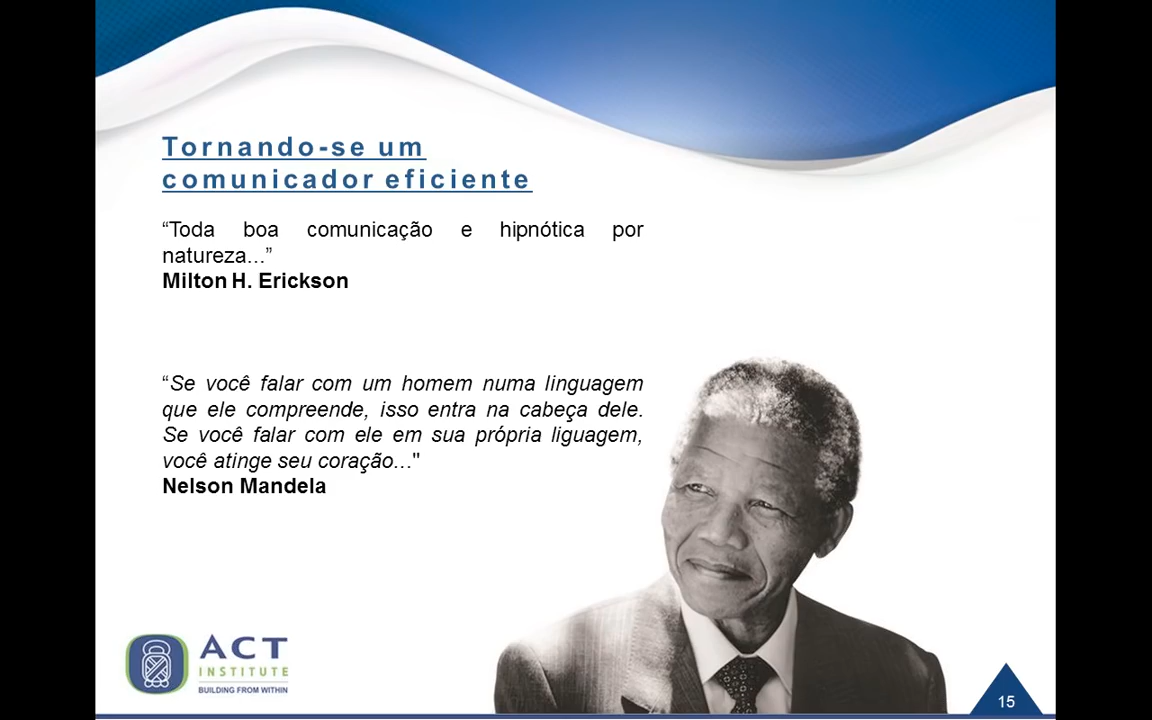 Tornando-se um
comunicador eficiente
“Toda boa comunicação e hipnótica por
natureza...”
Milton H. Erickson
“Se você falar com um homem numa linguagem
que ele compreende, isso entra na cabeça dele.
Se você falar com ele em sua própria liguagem,
você atinge seu coração..."
Nelson Mandela
ACT
INSTITUTE
BUILDING FROM WITHIN
15